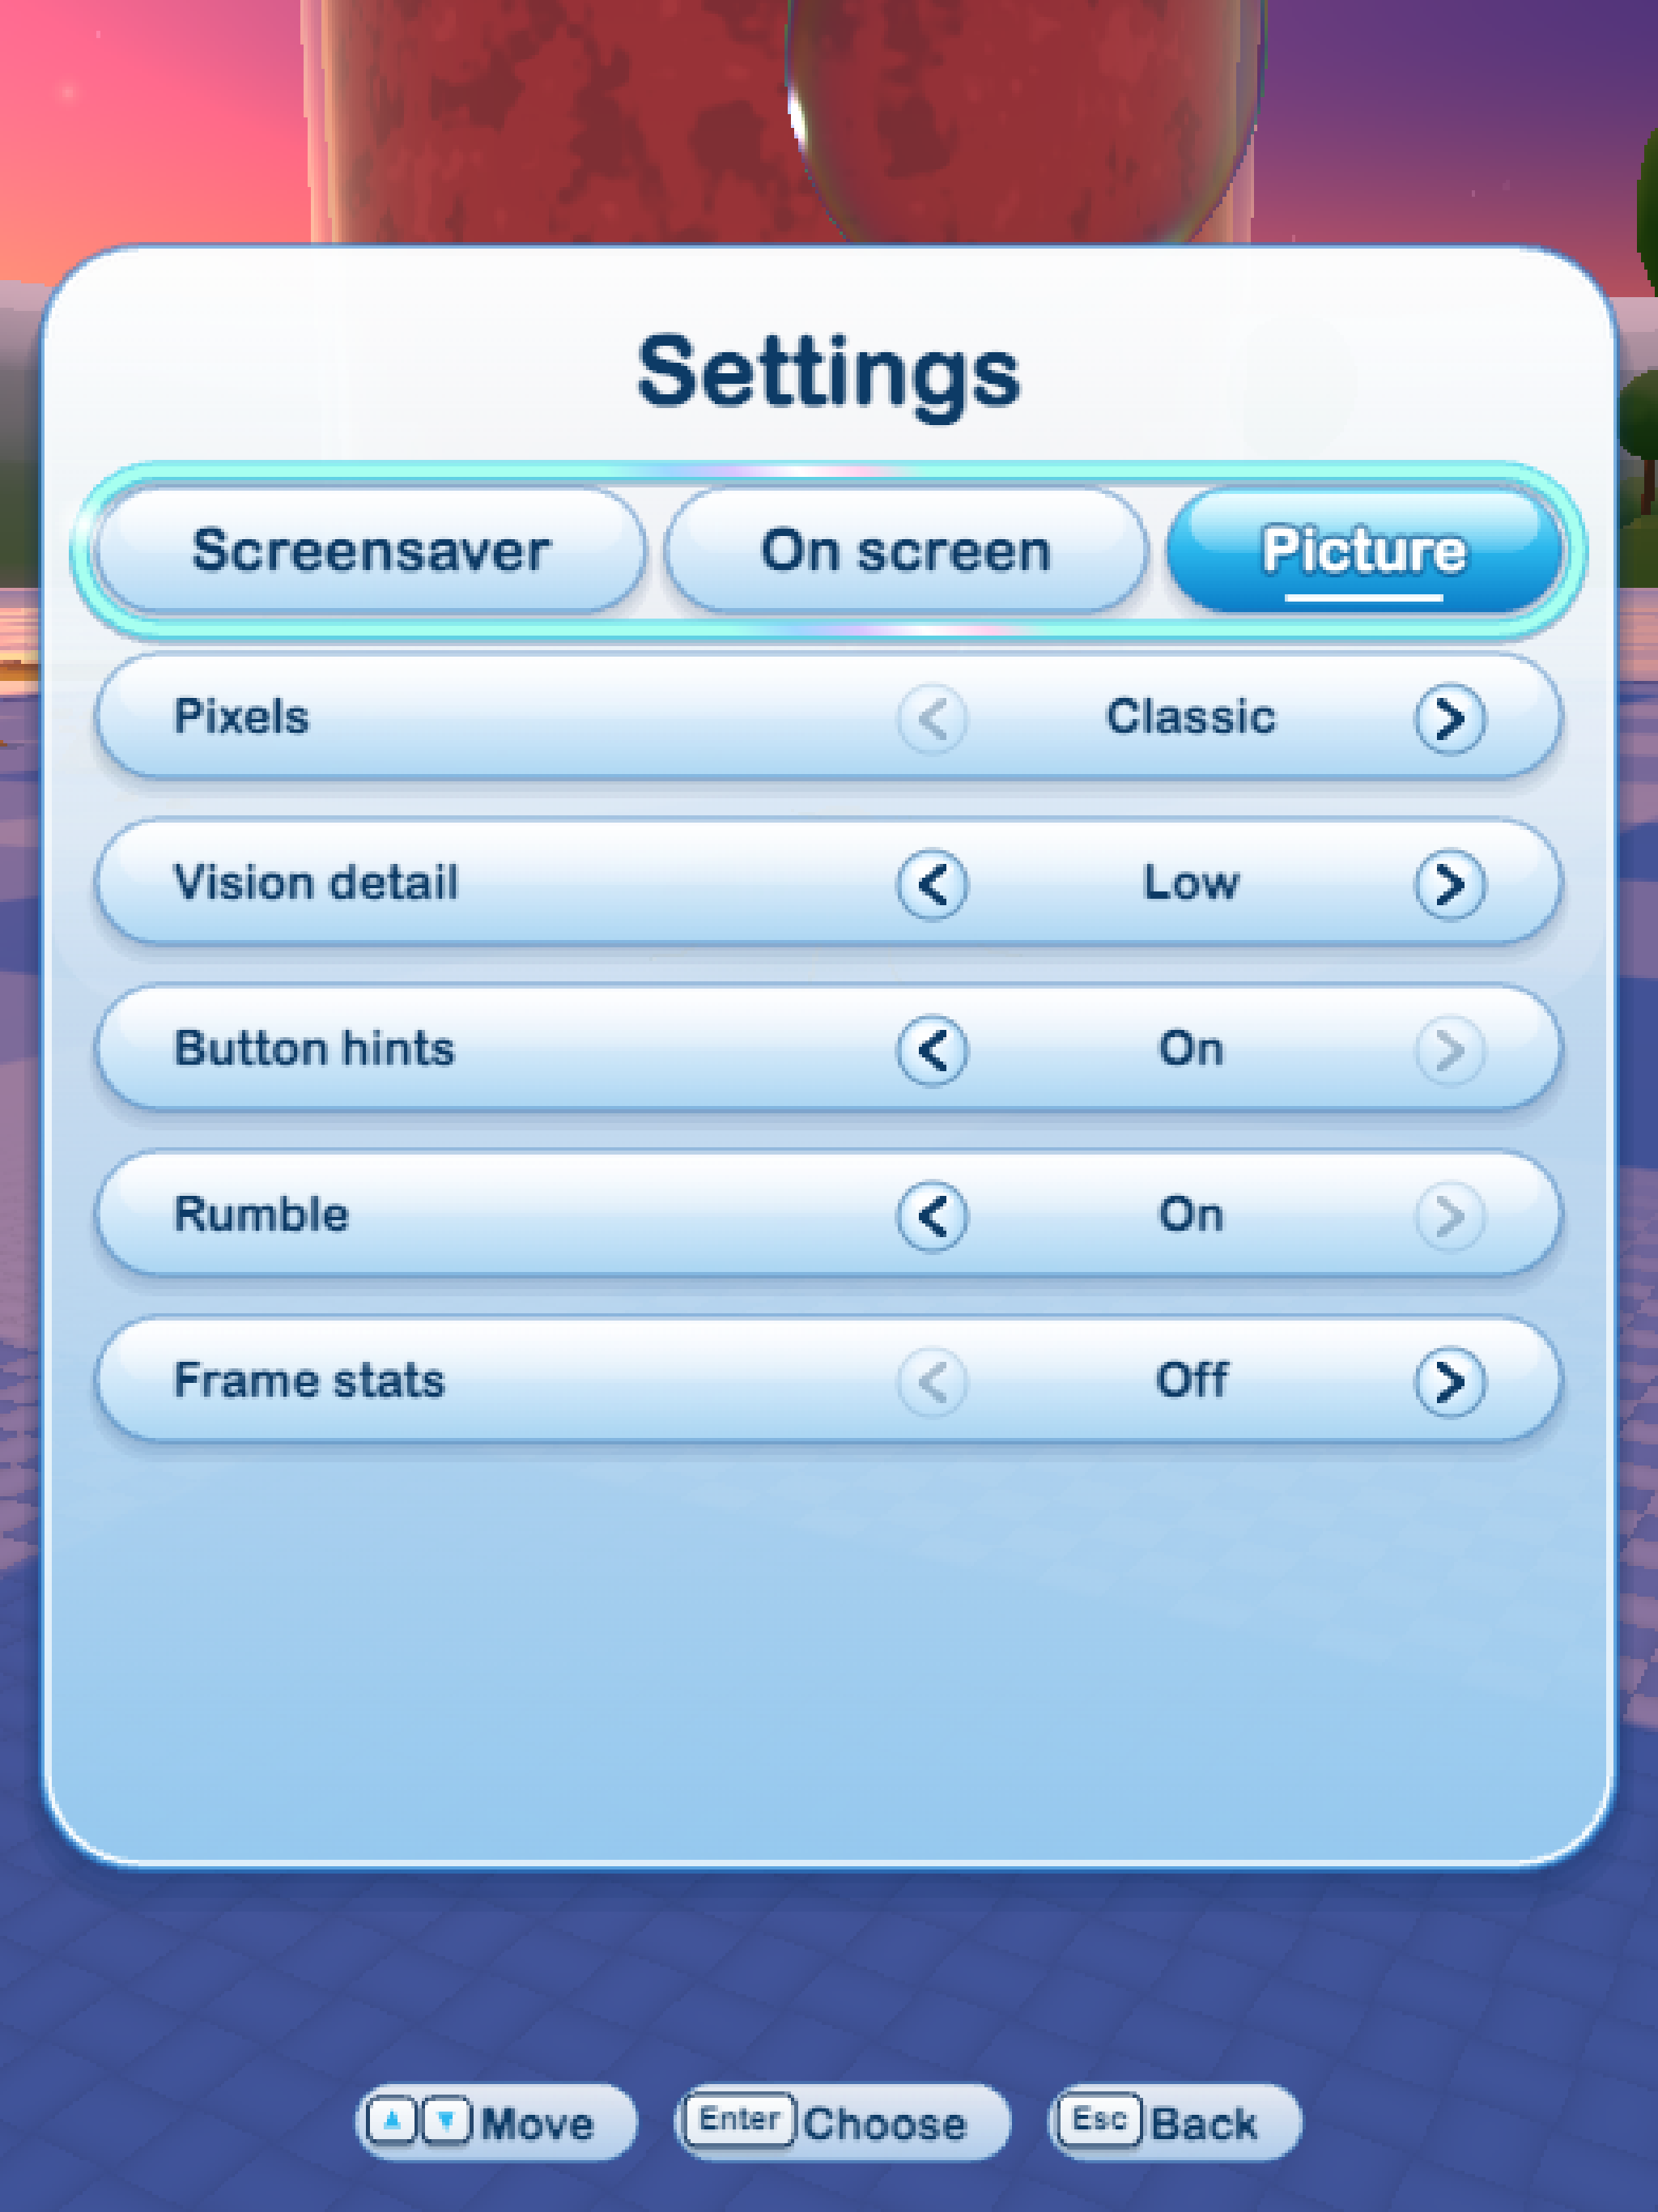 Settings
Screensaver On screen Picture
Pixels Classic
Vision detail Low
Button hints On
Rumble On
Frame stats Off
Move Enter Choose Esc Back